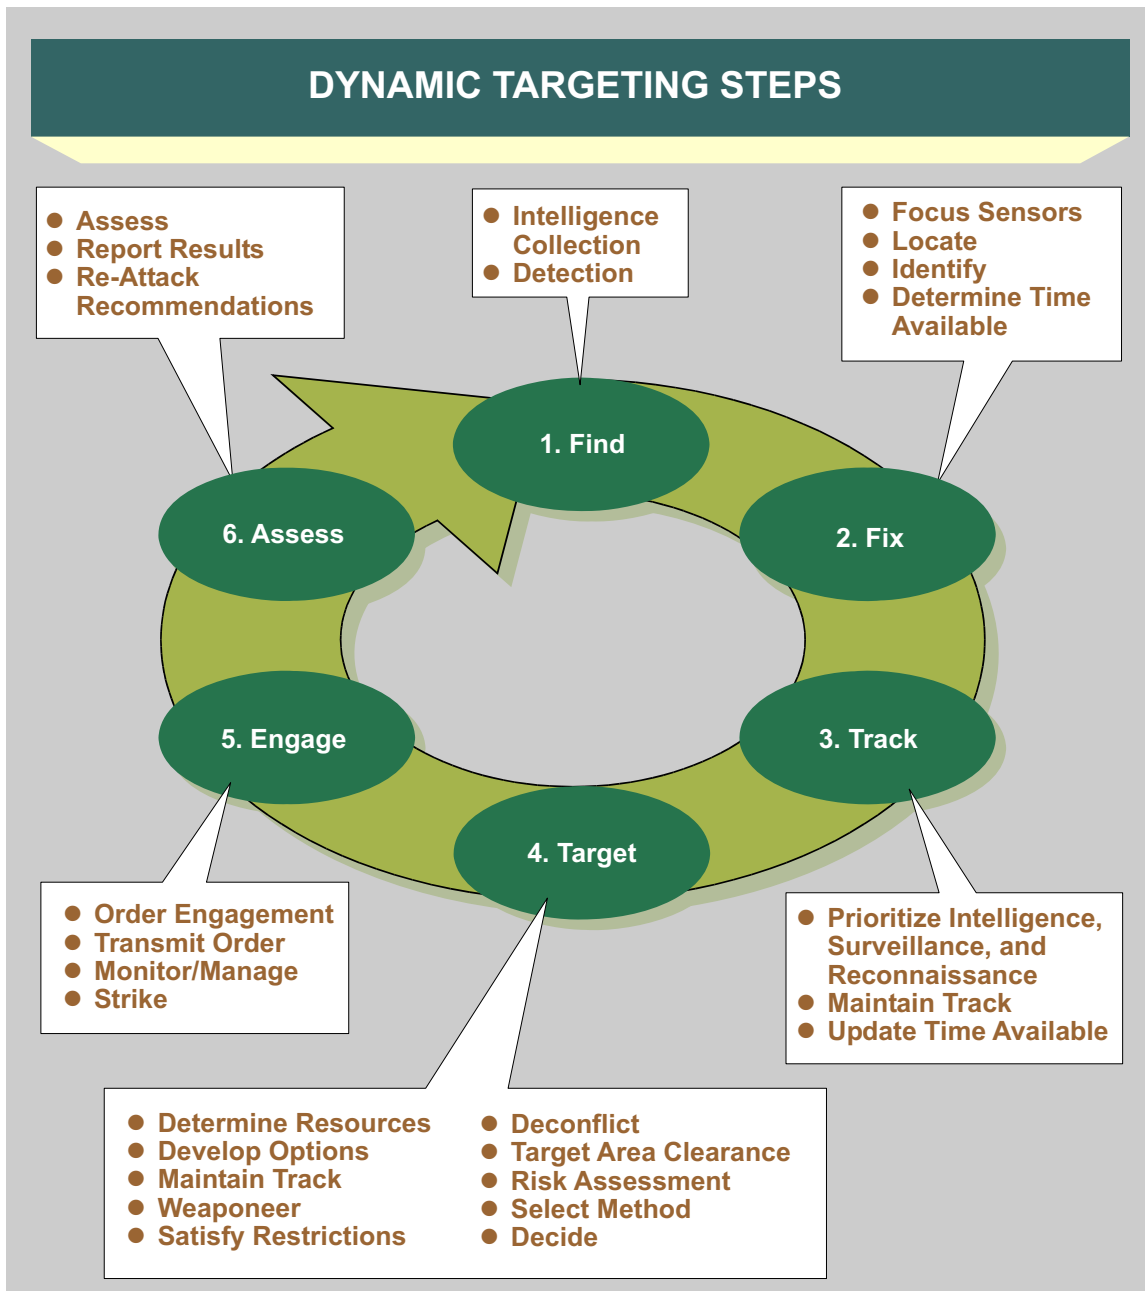 DYNAMIC TARGETING STEPS
● Assess
● Report Results
● Re-Attack
Recommendations
● Intelligence
Collection
● Detection
● Focus Sensors
● Locate
● Identify
● Determine Time
Available
1. Find
2. Fix
3. Track
4. Target
5. Engage
6. Assess
● Order Engagement
● Transmit Order
● Monitor/Manage
● Strike
● Prioritize Intelligence,
Surveillance, and
Reconnaissance
● Maintain Track
● Update Time Available
● Determine Resources
● Develop Options
● Maintain Track
● Weaponeer
● Satisfy Restrictions
● Deconflict
● Target Area Clearance
● Risk Assessment
● Select Method
● Decide